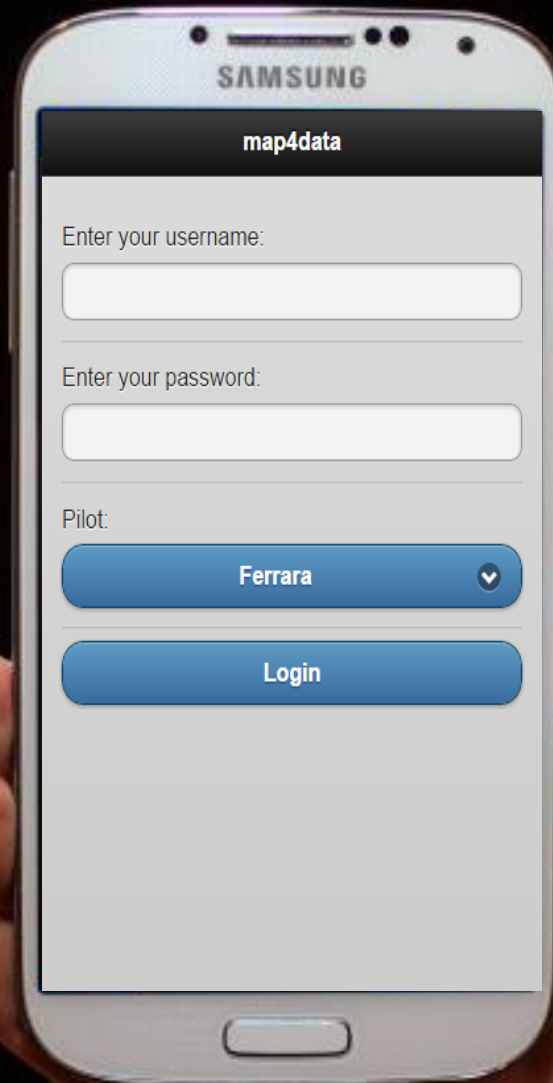 SAMSUNG
map4data
Enter your username:
Enter your password:
Pilot:
Ferrara
Login